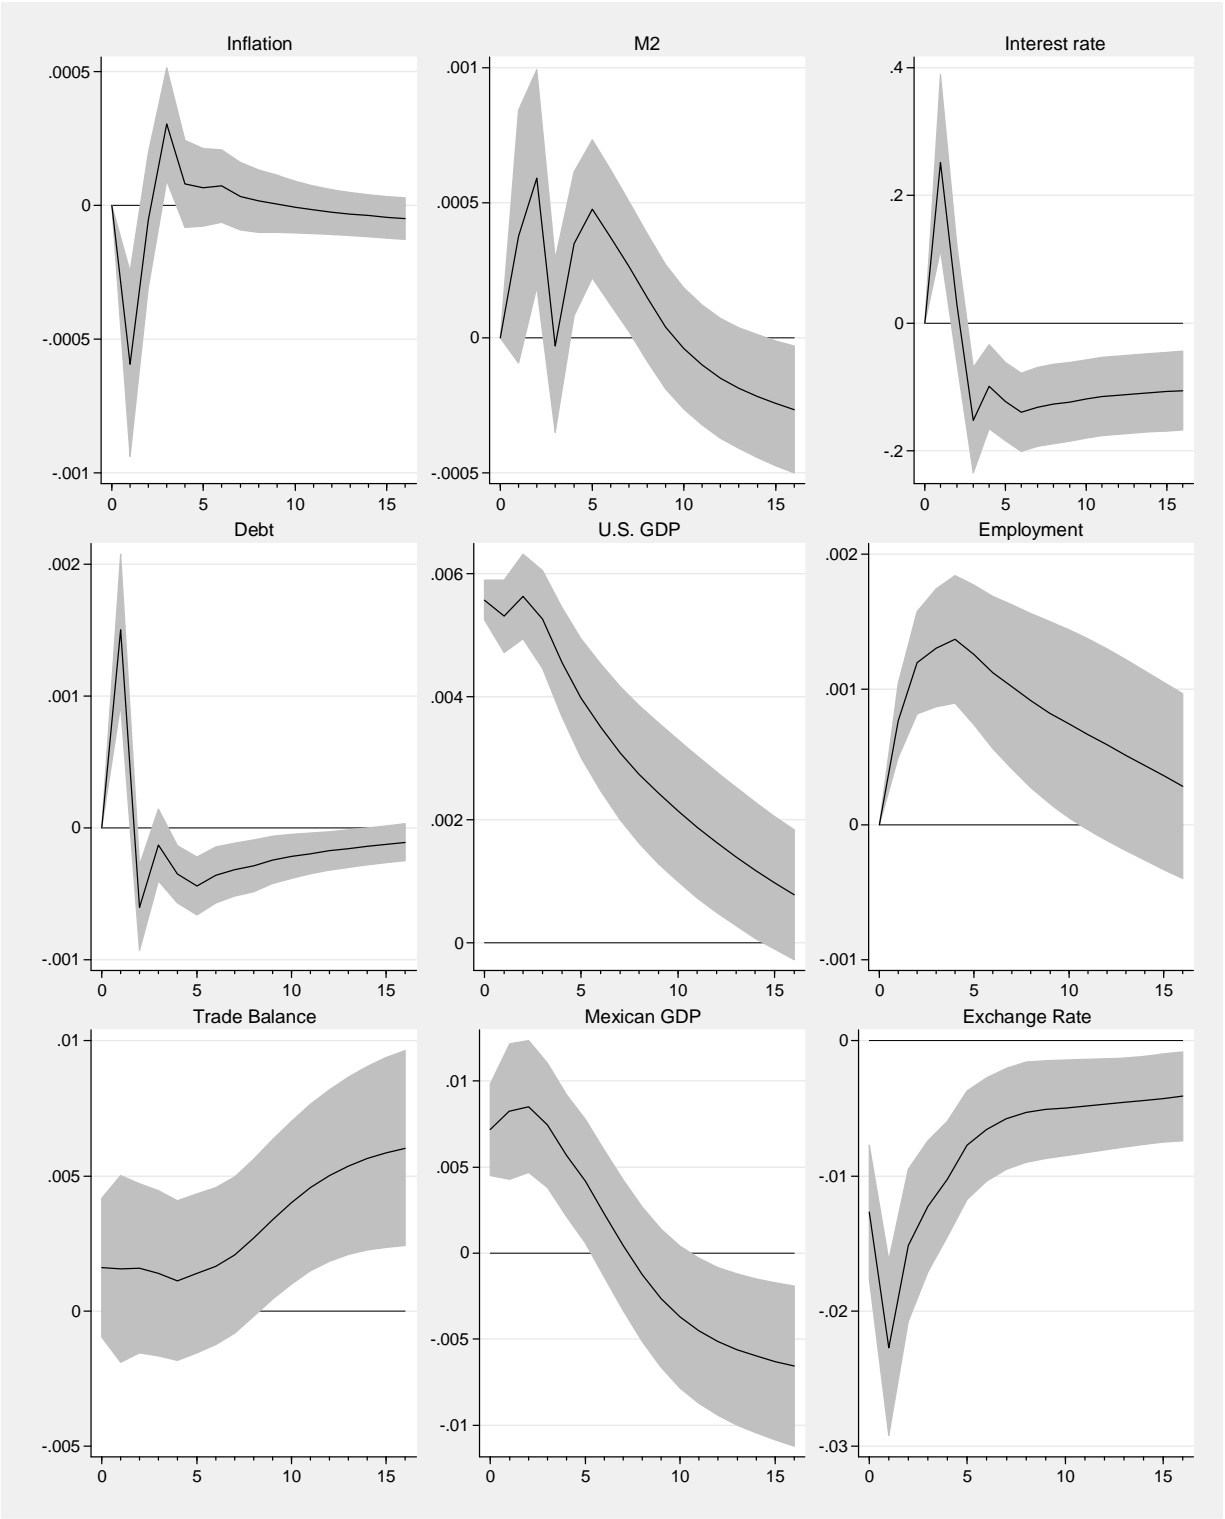 Inflation
M2
Interest rate
.0005
0
-.0005
-.001
0 5 10 15
.001
.0005
0
-.0005
0 5 10 15
.4
.2
0
-.2
0 5 10 15
Debt
U.S. GDP
Employment
.002
.001
0
-.001
0 5 10 15
.006
.004
.002
0
0 5 10 15
.002
.001
0
-.001
0 5 10 15
Trade Balance
Mexican GDP
Exchange Rate
.01
.005
0
-.005
0 5 10 15
.01
.005
0
-.005
-.01
0 5 10 15
0
-.01
-.02
-.03
0 5 10 15